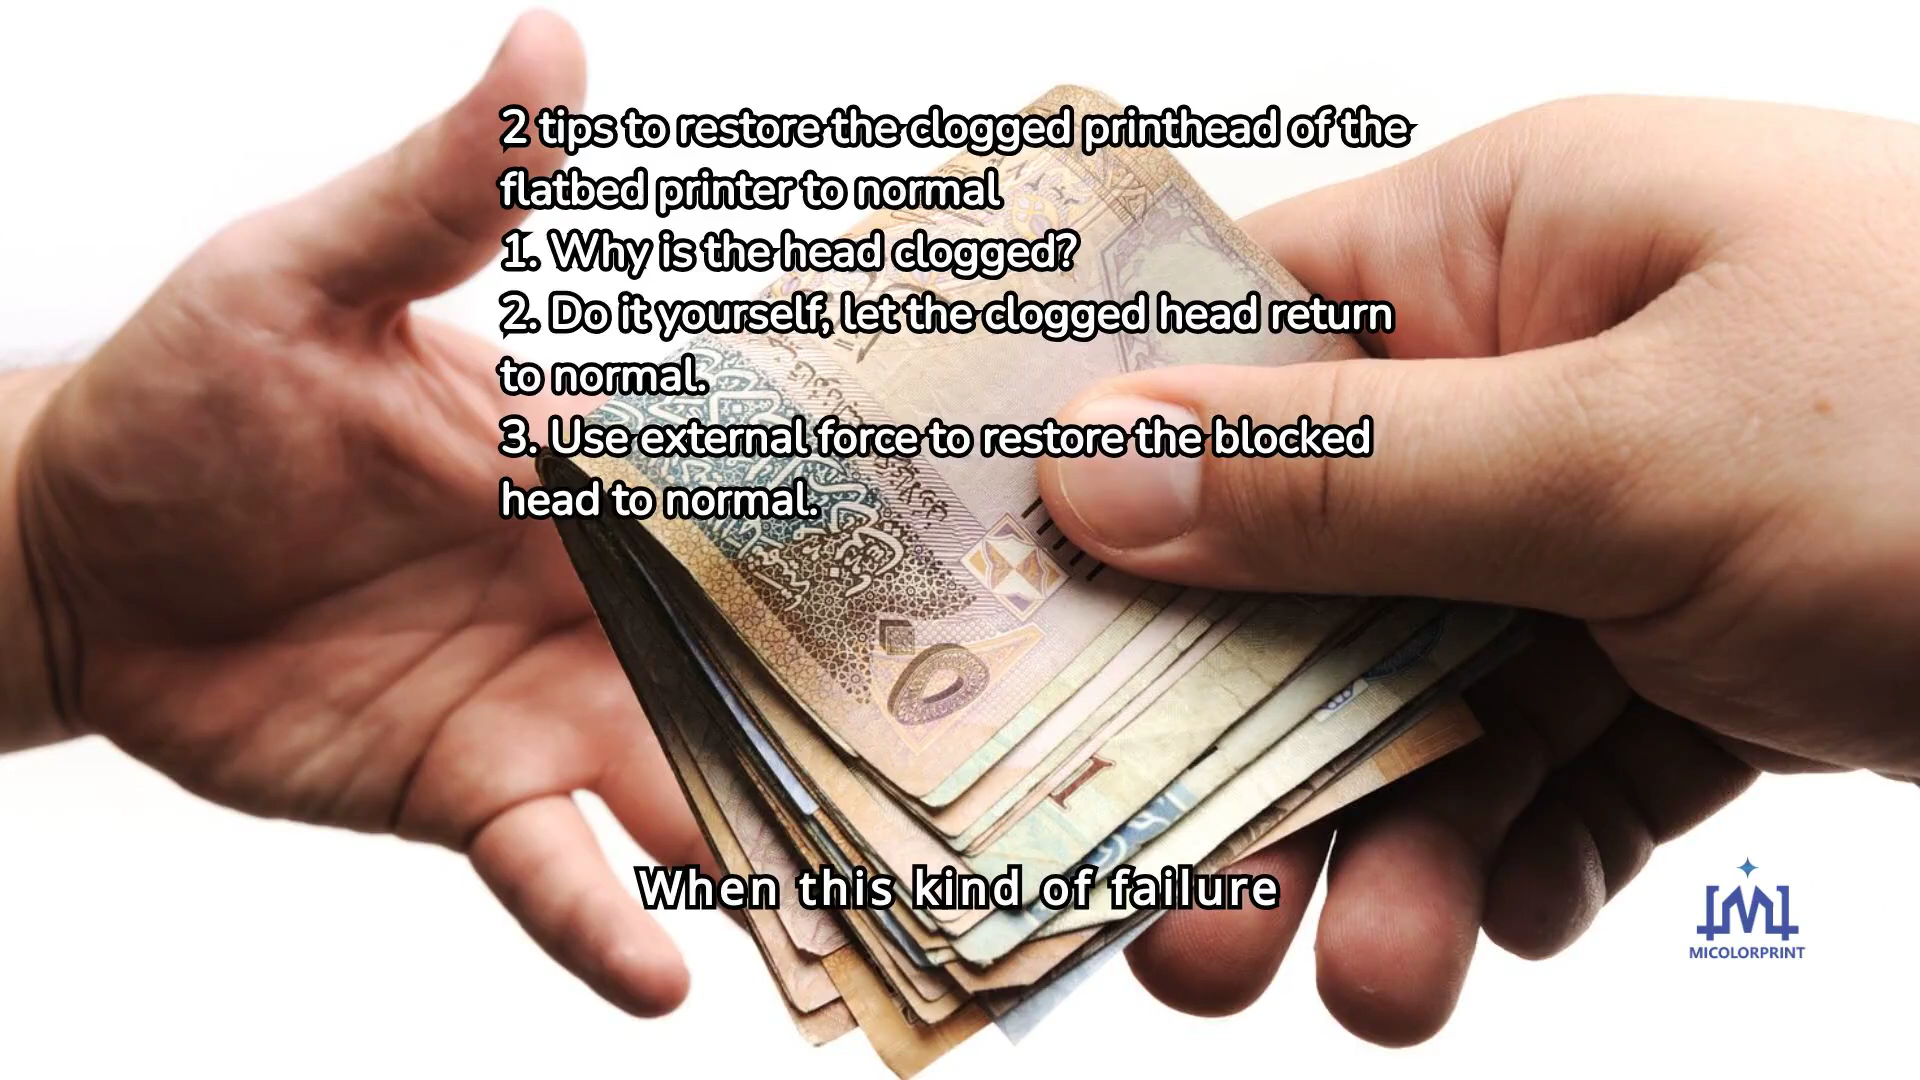 2 tips to restore the clogged printhead of the
flatbed printer to normal
1. Why is the head clogged?
2. Do it yourself, let the clogged head return
to normal.
3. Use external force to restore the blocked
head to normal.
When this kind of failure
MICOLORPRINT